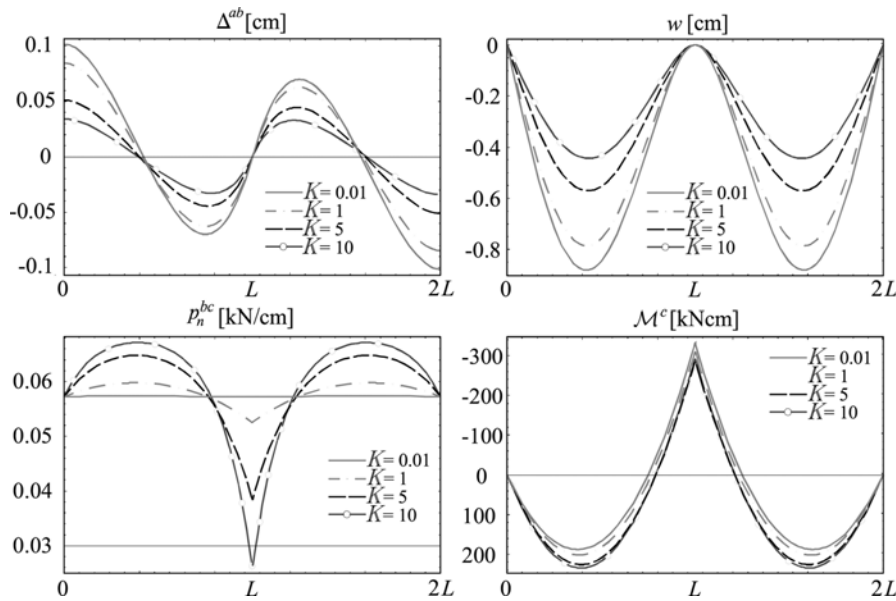 Δ^ab [cm]
0.1
0.05
0
-0.05
-0.1
K= 0.01
K= 1
K= 5
K= 10
0 L 2L
w [cm]
0
-0.2
-0.4
-0.6
-0.8
K= 0.01
K= 1
K= 5
K= 10
0 L 2L
p_n^bc [kN/cm]
0.06
0.05
0.04
0.03
K= 0.01
K= 1
K= 5
K= 10
0 L 2L
ℳ^c [kNcm]
-300
-200
-100
0
100
200
K= 0.01
K= 1
K= 5
K= 10
0 L 2L